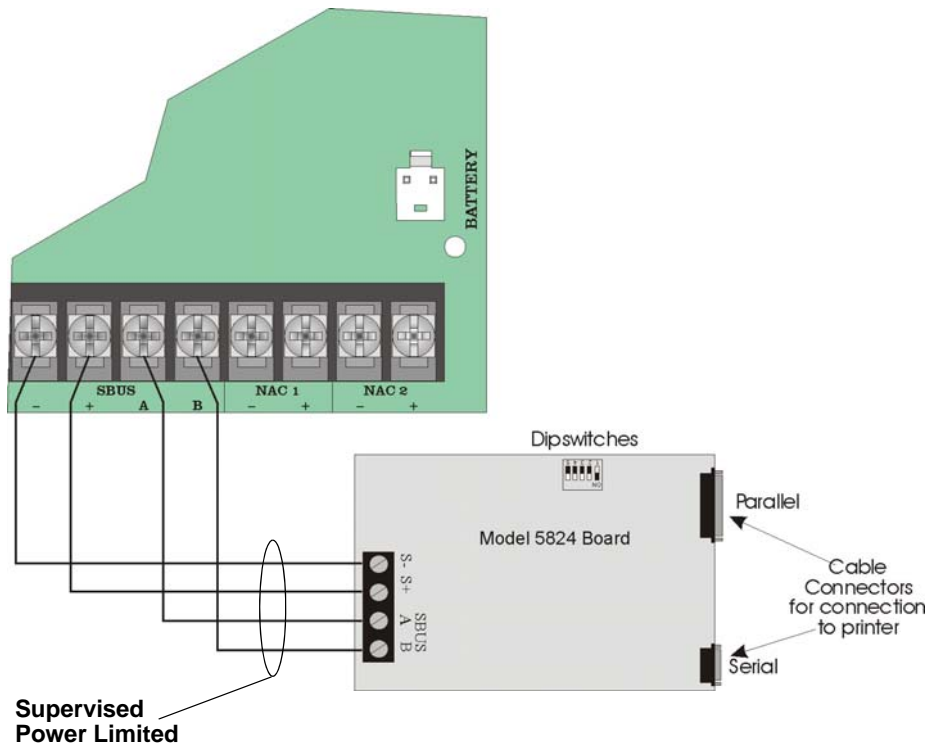 BATTERY
SBUS NAC 1 NAC 2
- + A B - + - +
Dipswitches
NO
Parallel
Model 5824 Board
S- S+ A B
SBUS
Cable
Connectors
for connection
to printer
Serial
Supervised
Power Limited